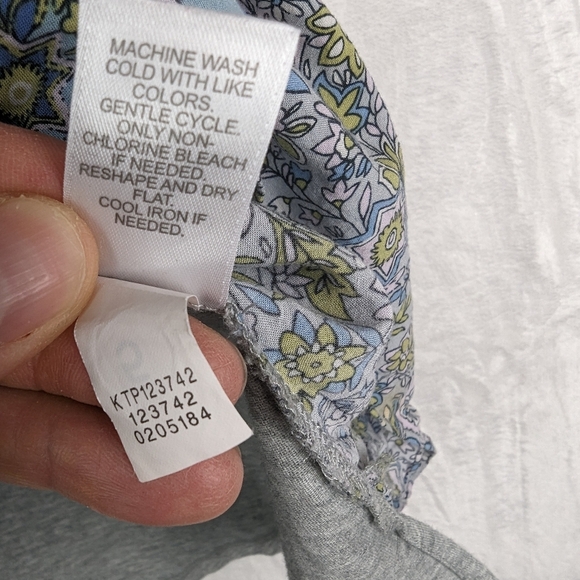 MACHINE WASH
COLD WITH LIKE
COLORS.
GENTLE CYCLE.
ONLY NON-
CHLORINE BLEACH
IF NEEDED.
RESHAPE AND DRY
FLAT.
COOL IRON IF
NEEDED.
KTP123742
123742
0205184